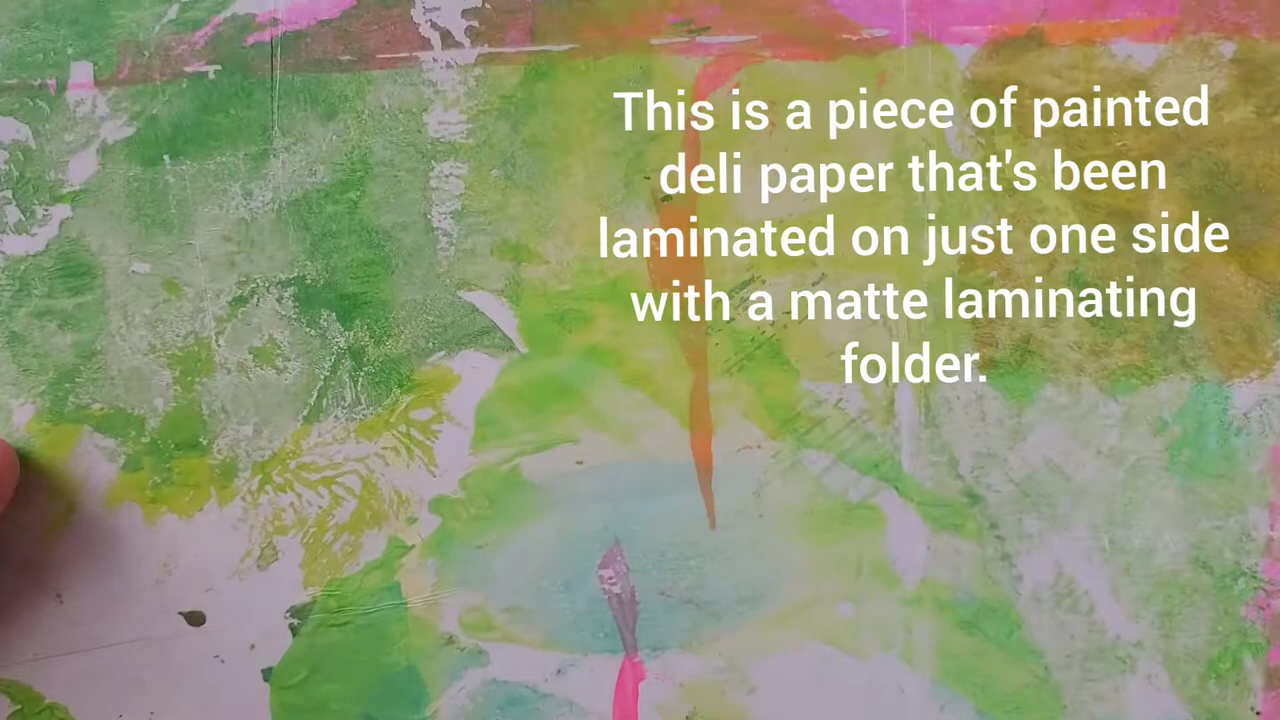 This is a piece of painted
deli paper that's been
laminated on just one side
with a matte laminating
folder.